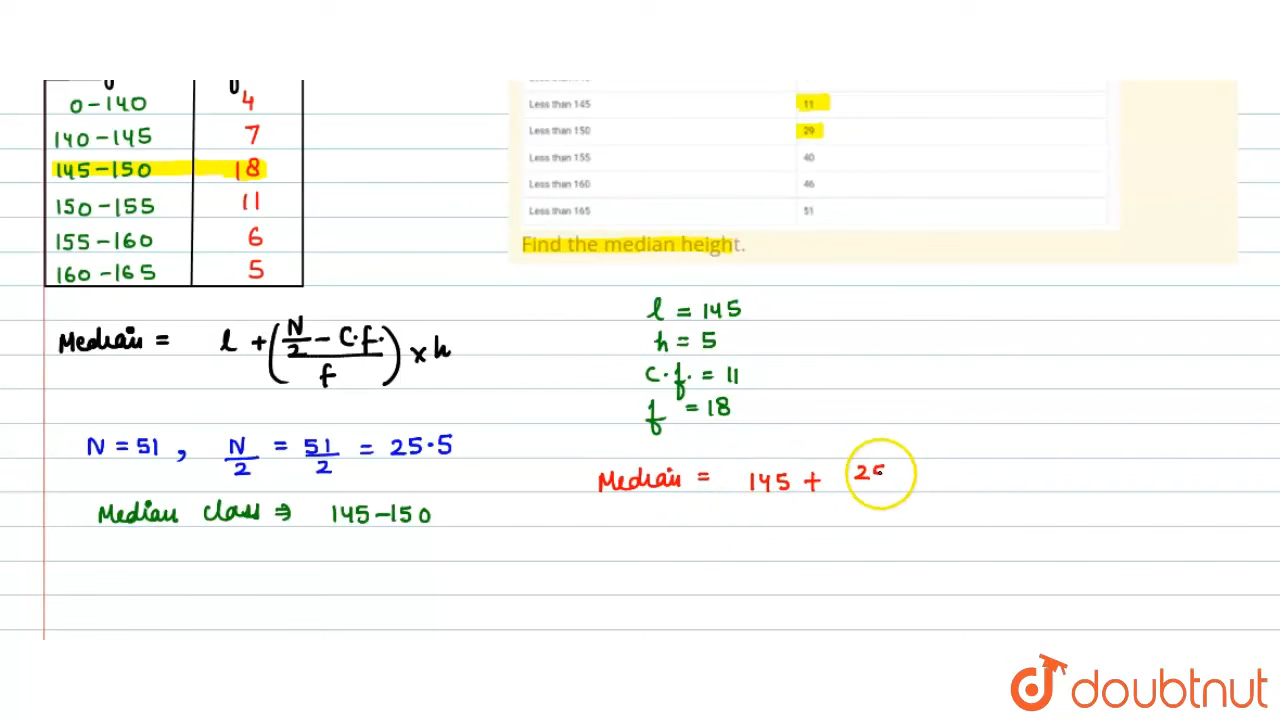 0-140 4
140-145 7
145-150 18
150-155 11
155-160 6
160-165 5
Less than 145 11
Less than 150 29
Less than 155 40
Less than 160 46
Less than 165 51
Find the median height.
Median = l + (N/2 - C.f. / f) × h
N = 51, N/2 = 51/2 = 25.5
Median class ⇒ 145-150
l = 145
h = 5
c.f. = 11
f = 18
Median = 145 + 25
doubtnut